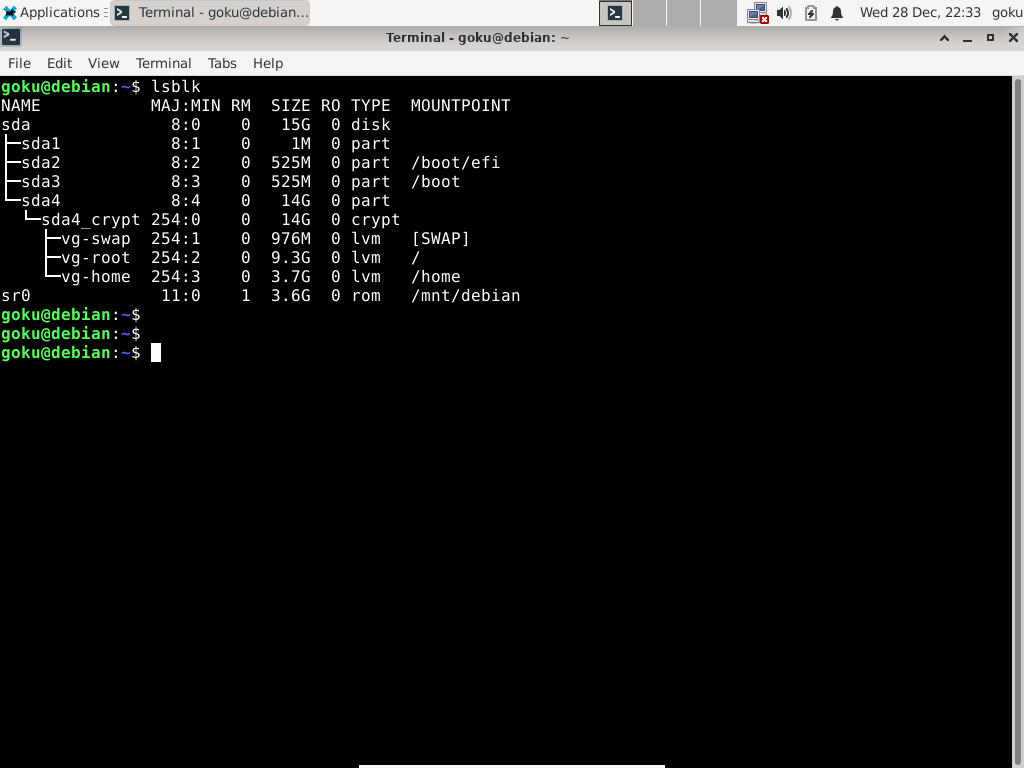 Applications Terminal - goku@debian... Wed 28 Dec, 22:33 goku
Terminal - goku@debian: ~
File Edit View Terminal Tabs Help
goku@debian:~$ lsblk
NAME           MAJ:MIN RM  SIZE RO TYPE  MOUNTPOINT
sda              8:0    0   15G  0 disk
├─sda1           8:1    0    1M  0 part
├─sda2           8:2    0  525M  0 part  /boot/efi
├─sda3           8:3    0  525M  0 part  /boot
└─sda4           8:4    0   14G  0 part
  └─sda4_crypt 254:0    0   14G  0 crypt
    ├─vg-swap  254:1    0  976M  0 lvm   [SWAP]
    ├─vg-root  254:2    0  9.3G  0 lvm   /
    └─vg-home  254:3    0  3.7G  0 lvm   /home
sr0             11:0    1  3.6G  0 rom   /mnt/debian
goku@debian:~$
goku@debian:~$
goku@debian:~$